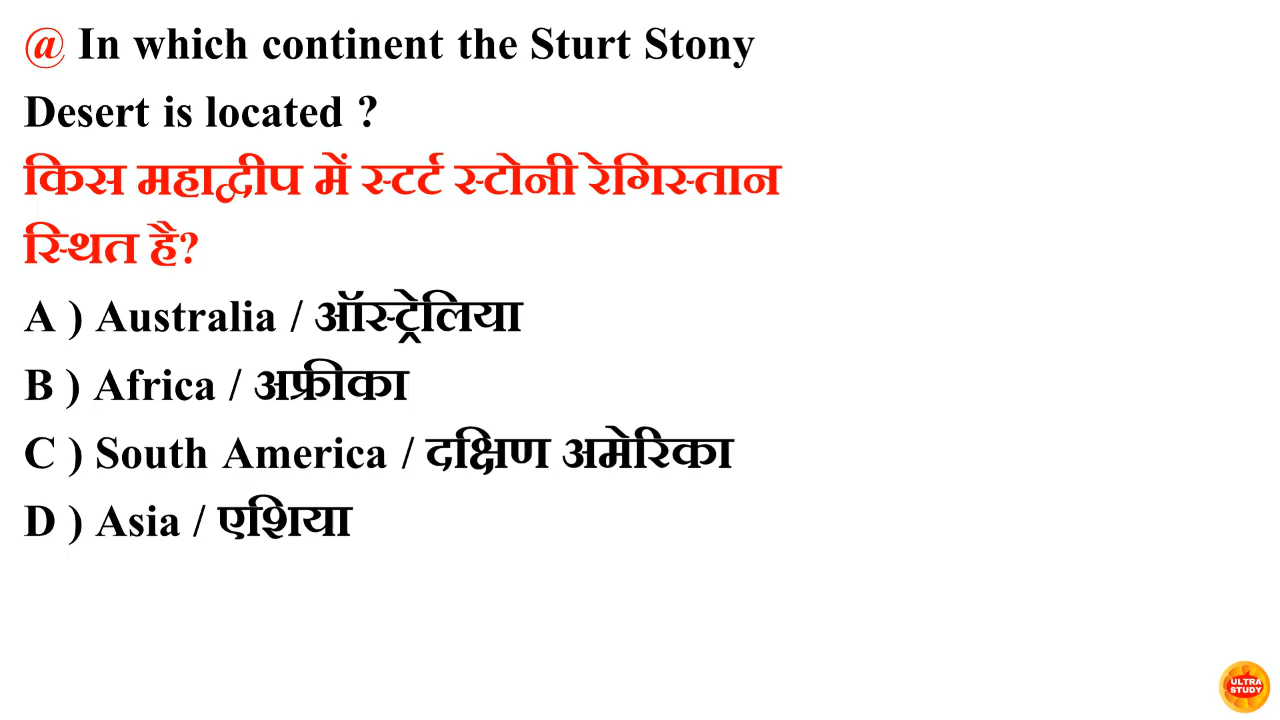 @ In which continent the Sturt Stony
Desert is located ?
किस महाद्वीप में स्टर्ट स्टोनी रेगिस्तान
स्थित है?
A ) Australia / ऑस्ट्रेलिया
B ) Africa / अफ्रीका
C ) South America / दक्षिण अमेरिका
D ) Asia / एशिया
ULTRA
STUDY